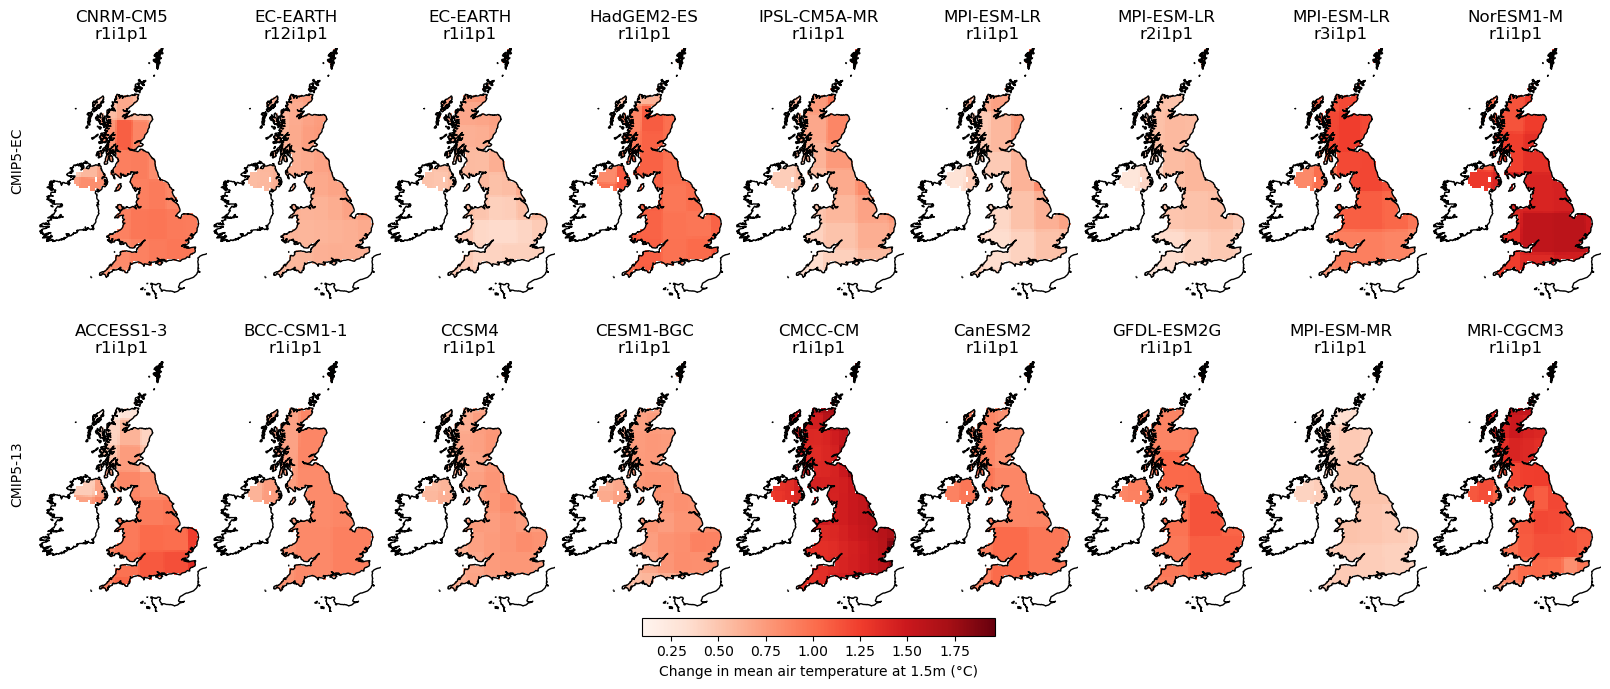 CNRM-CM5
r1i1p1
EC-EARTH
r12i1p1
EC-EARTH
r1i1p1
HadGEM2-ES
r1i1p1
IPSL-CM5A-MR
r1i1p1
MPI-ESM-LR
r1i1p1
MPI-ESM-LR
r2i1p1
MPI-ESM-LR
r3i1p1
NorESM1-M
r1i1p1
CMIP5-EC
ACCESS1-3
r1i1p1
BCC-CSM1-1
r1i1p1
CCSM4
r1i1p1
CESM1-BGC
r1i1p1
CMCC-CM
r1i1p1
CanESM2
r1i1p1
GFDL-ESM2G
r1i1p1
MPI-ESM-MR
r1i1p1
MRI-CGCM3
r1i1p1
CMIP5-13
0.25 0.50 0.75 1.00 1.25 1.50 1.75
Change in mean air temperature at 1.5m (°C)